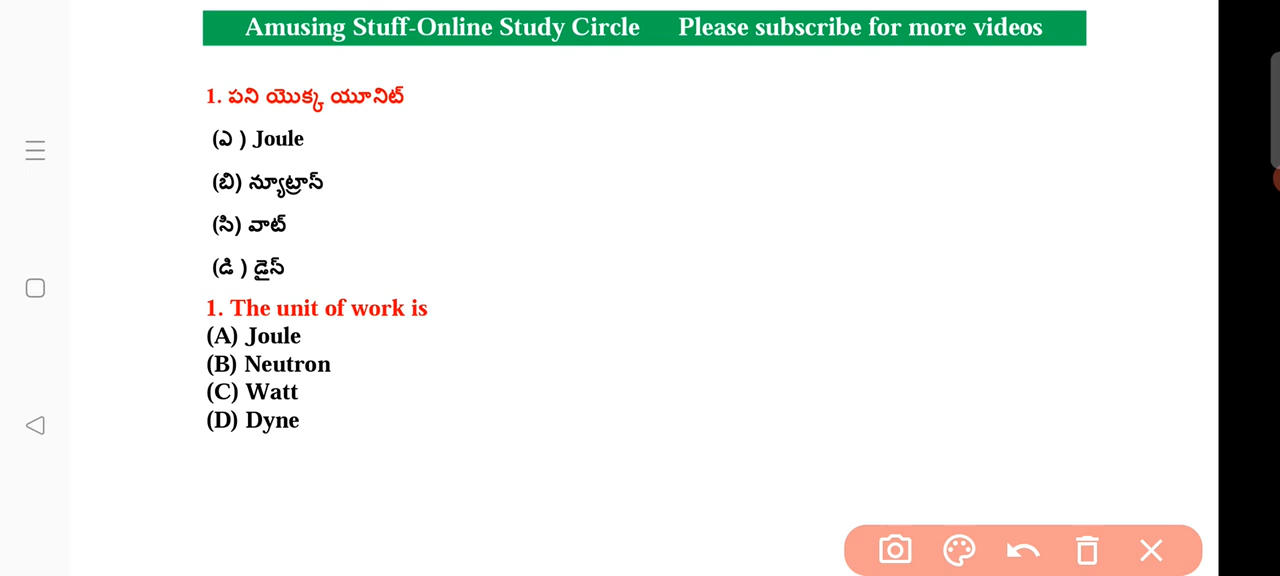 Amusing Stuff-Online Study Circle Please subscribe for more videos
1. పని యొక్క యూనిట్
(ఎ ) Joule
(బి) న్యూట్రాస్
(సి) వాట్
(డి ) డైస్
1. The unit of work is
(A) Joule
(B) Neutron
(C) Watt
(D) Dyne